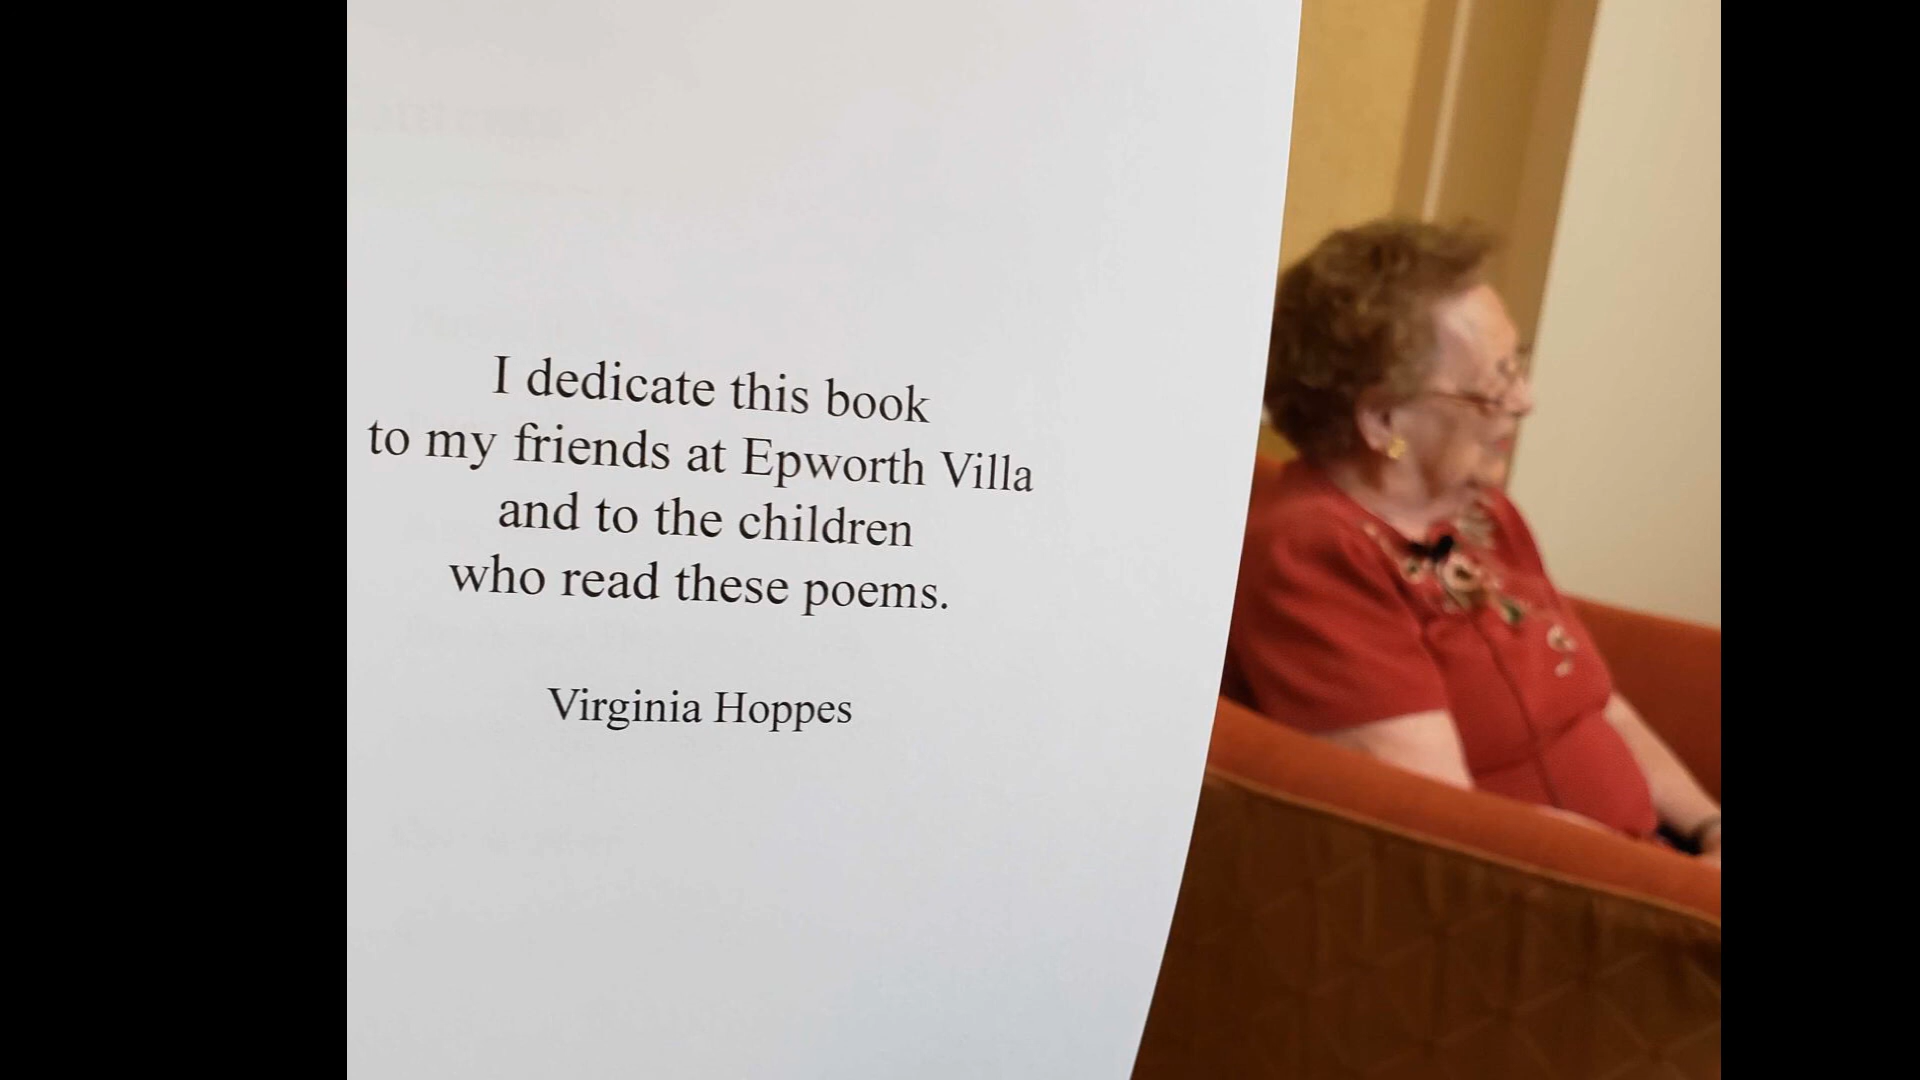 I dedicate this book
to my friends at Epworth Villa
and to the children
who read these poems.
Virginia Hoppes